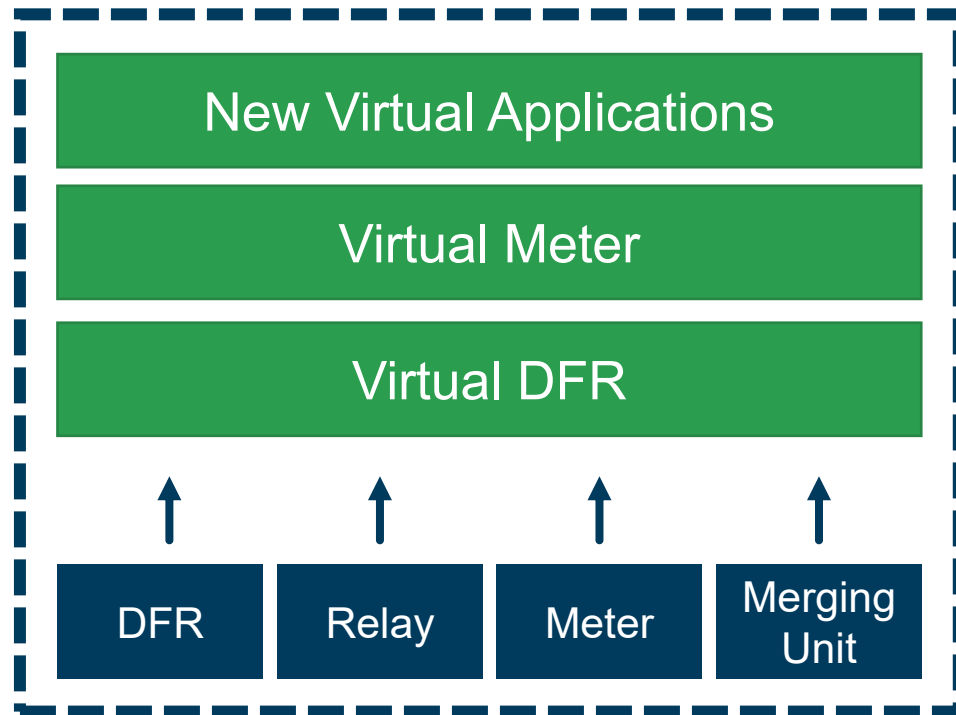 New Virtual Applications
Virtual Meter
Virtual DFR
DFR
Relay
Meter
Merging
Unit